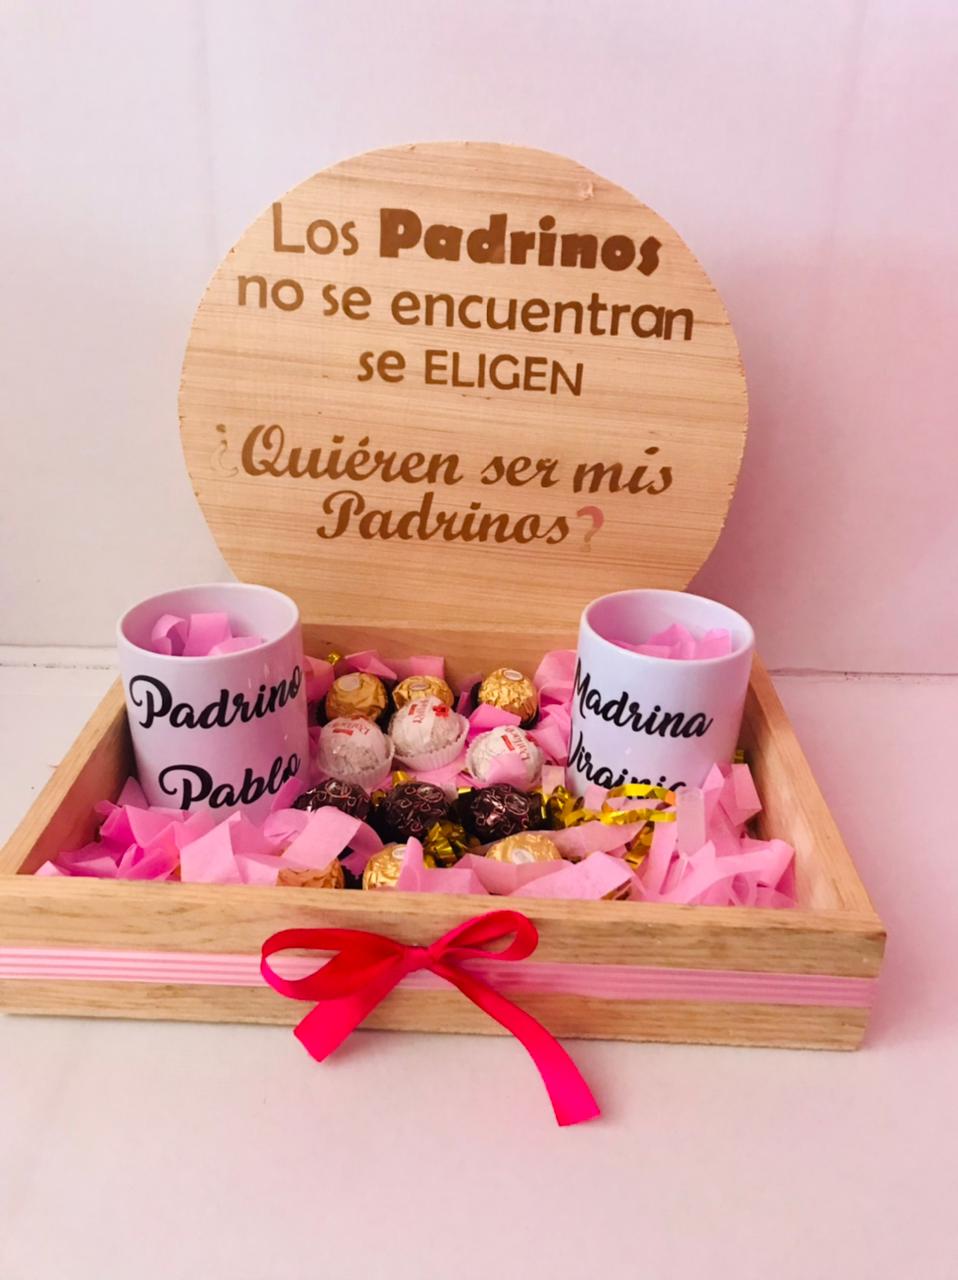 Los Padrinos
no se encuentran
se ELIGEN
¿Quiéren ser mis
Padrinos?
Padrino
Pablo
Madrina